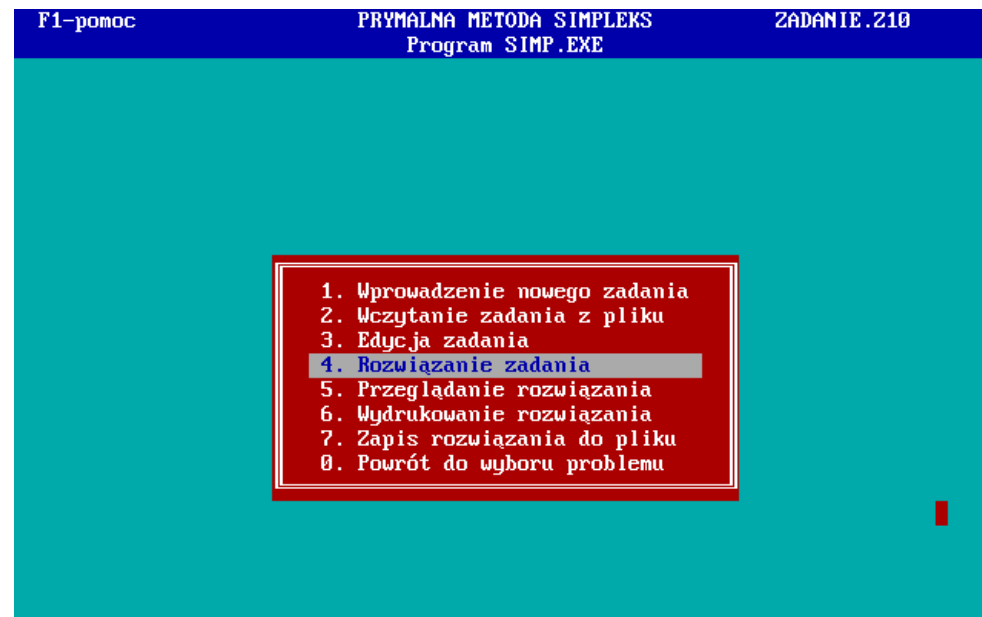 F1-pomoc PRYMALNA METODA SIMPLEKS ZADANIE.Z10
Program SIMP.EXE
1. Wprowadzenie nowego zadania
2. Wczytanie zadania z pliku
3. Edycja zadania
4. Rozwiązanie zadania
5. Przeglądanie rozwiązania
6. Wydrukowanie rozwiązania
7. Zapis rozwiązania do pliku
0. Powrót do wyboru problemu